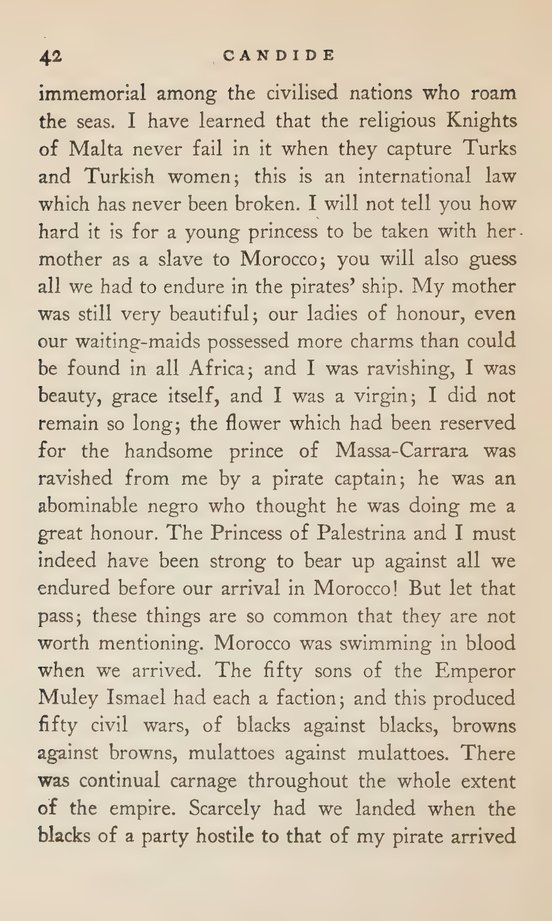 42 CANDIDE
immemorial among the civilised nations who roam
the seas. I have learned that the religious Knights
of Malta never fail in it when they capture Turks
and Turkish women; this is an international law
which has never been broken. I will not tell you how
hard it is for a young princess to be taken with her
mother as a slave to Morocco; you will also guess
all we had to endure in the pirates’ ship. My mother
was still very beautiful; our ladies of honour, even
our waiting-maids possessed more charms than could
be found in all Africa; and I was ravishing, I was
beauty, grace itself, and I was a virgin; I did not
remain so long; the flower which had been reserved
for the handsome prince of Massa-Carrara was
ravished from me by a pirate captain; he was an
abominable negro who thought he was doing me a
great honour. The Princess of Palestrina and I must
indeed have been strong to bear up against all we
endured before our arrival in Morocco! But let that
pass; these things are so common that they are not
worth mentioning. Morocco was swimming in blood
when we arrived. The fifty sons of the Emperor
Muley Ismael had each a faction; and this produced
fifty civil wars, of blacks against blacks, browns
against browns, mulattoes against mulattoes. There
was continual carnage throughout the whole extent
of the empire. Scarcely had we landed when the
blacks of a party hostile to that of my pirate arrived